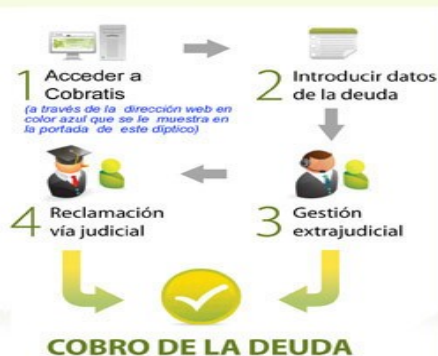 1 Acceder a
Cobratis
(a través de la dirección web en
color azul que se le muestra en
la portada de este díptico)
2 Introducir datos
de la deuda
3 Gestión
extrajudicial
4 Reclamación
vía judicial
COBRO DE LA DEUDA